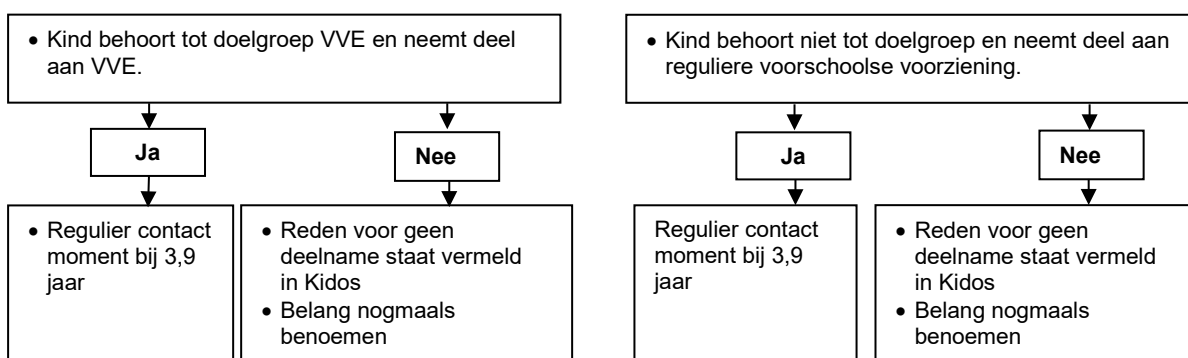 • Kind behoort tot doelgroep VVE en neemt deel
aan VVE.
Ja
Nee
• Regulier contact
moment bij 3,9
jaar
• Reden voor geen
deelname staat vermeld
in Kidos
• Belang nogmaals
benoemen
• Kind behoort niet tot doelgroep en neemt deel aan
reguliere voorschoolse voorziening.
Ja
Nee
Regulier contact
moment bij 3,9
jaar
• Reden voor geen
deelname staat vermeld
in Kidos
• Belang nogmaals
benoemen